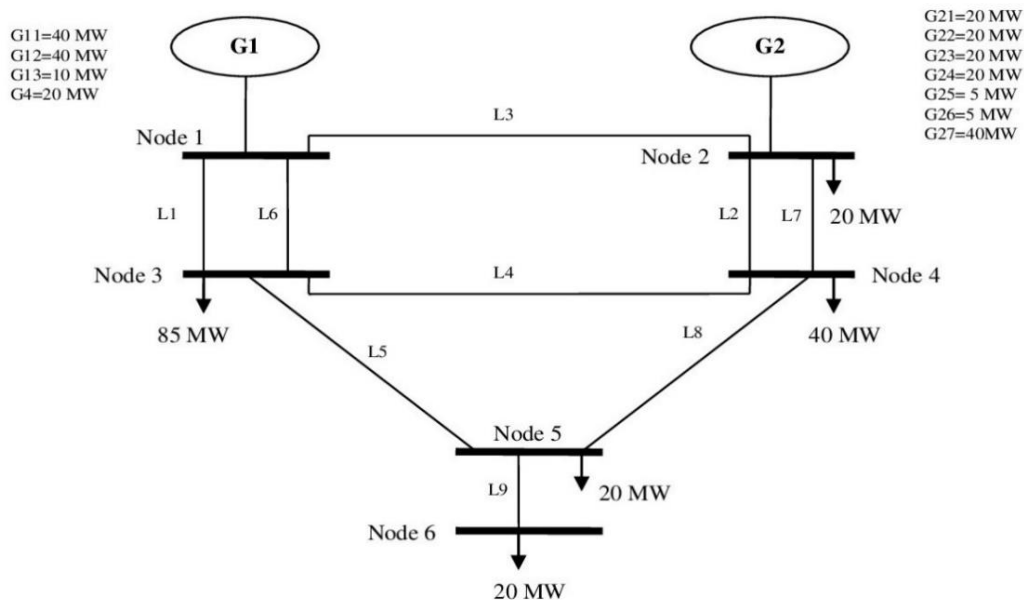 G11=40 MW
G12=40 MW
G13=10 MW
G4=20 MW
G1
G2
G21=20 MW
G22=20 MW
G23=20 MW
G24=20 MW
G25= 5 MW
G26=5 MW
G27=40MW
L3
Node 1
Node 2
L1
L6
L2
L7
20 MW
Node 3
L4
Node 4
85 MW
40 MW
L5
L8
Node 5
L9
20 MW
Node 6
20 MW